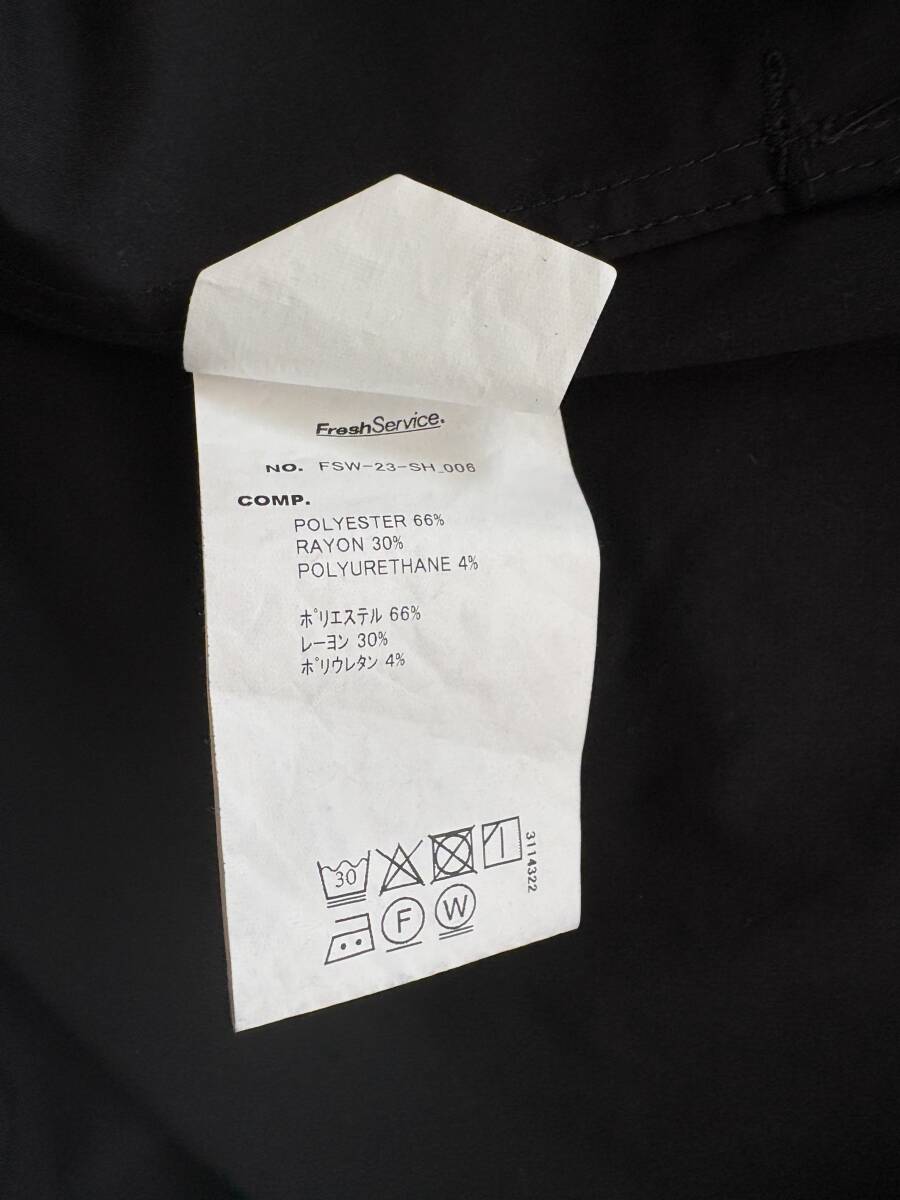 FreshService.
NO. FSW-23-SH_006
COMP.
POLYESTER 66%
RAYON 30%
POLYURETHANE 4%
ポリエステル 66%
レーヨン 30%
ポリウレタン 4%
30
3114322
F W